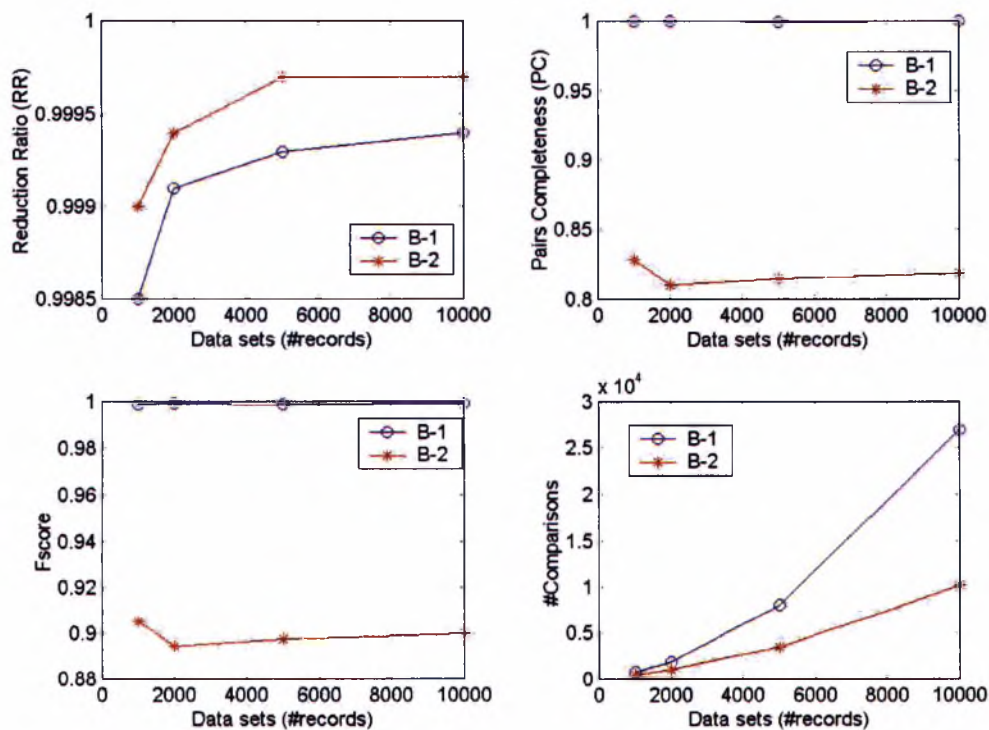 1
0.9995
0.999
0.9985
Reduction Ratio (RR)
B-1
B-2
0 2000 4000 6000 8000 10000
Data sets (#records)
1
0.95
0.9
0.85
0.8
Pairs Completeness (PC)
B-1
B-2
0 2000 4000 6000 8000 10000
Data sets (#records)
1
0.98
0.96
0.94
0.92
0.9
0.88
Fscore
B-1
B-2
0 2000 4000 6000 8000 10000
Data sets (#records)
x 10^4
3
2.5
2
1.5
1
0.5
0
#Comparisons
B-1
B-2
0 2000 4000 6000 8000 10000
Data sets (#records)